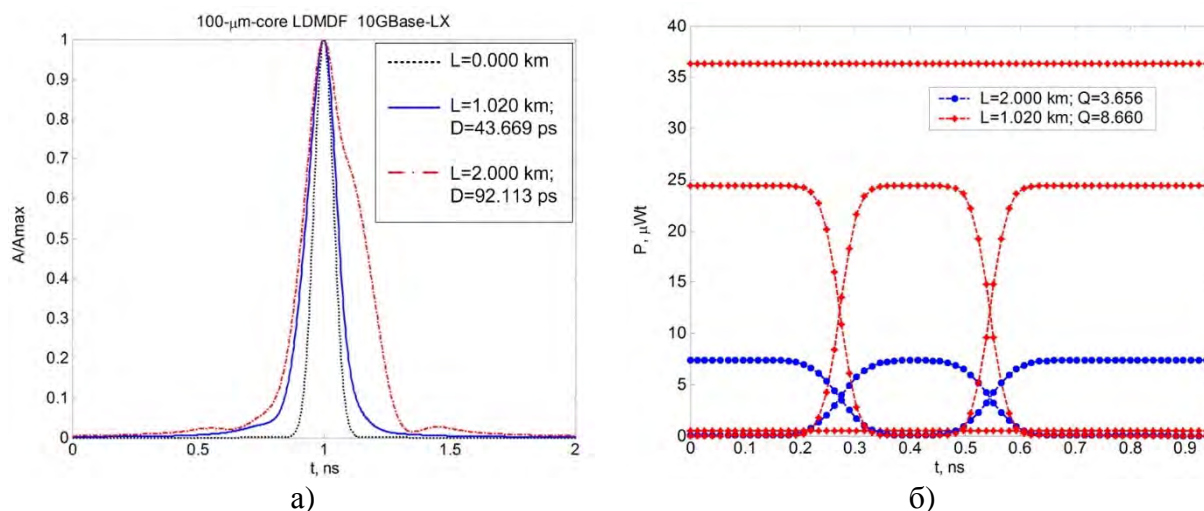 100-μm-core LDMDF 10GBase-LX
A/Amax
1
0.9
0.8
0.7
0.6
0.5
0.4
0.3
0.2
0.1
0
L=0.000 km
L=1.020 km;
D=43.669 ps
L=2.000 km;
D=92.113 ps
0
0.5
1
1.5
2
t, ns
а)
P, μWt
40
35
30
25
20
15
10
5
0
L=2.000 km; Q=3.656
L=1.020 km; Q=8.660
0
0.1
0.2
0.3
0.4
0.5
0.6
0.7
0.8
0.9
t, ns
б)